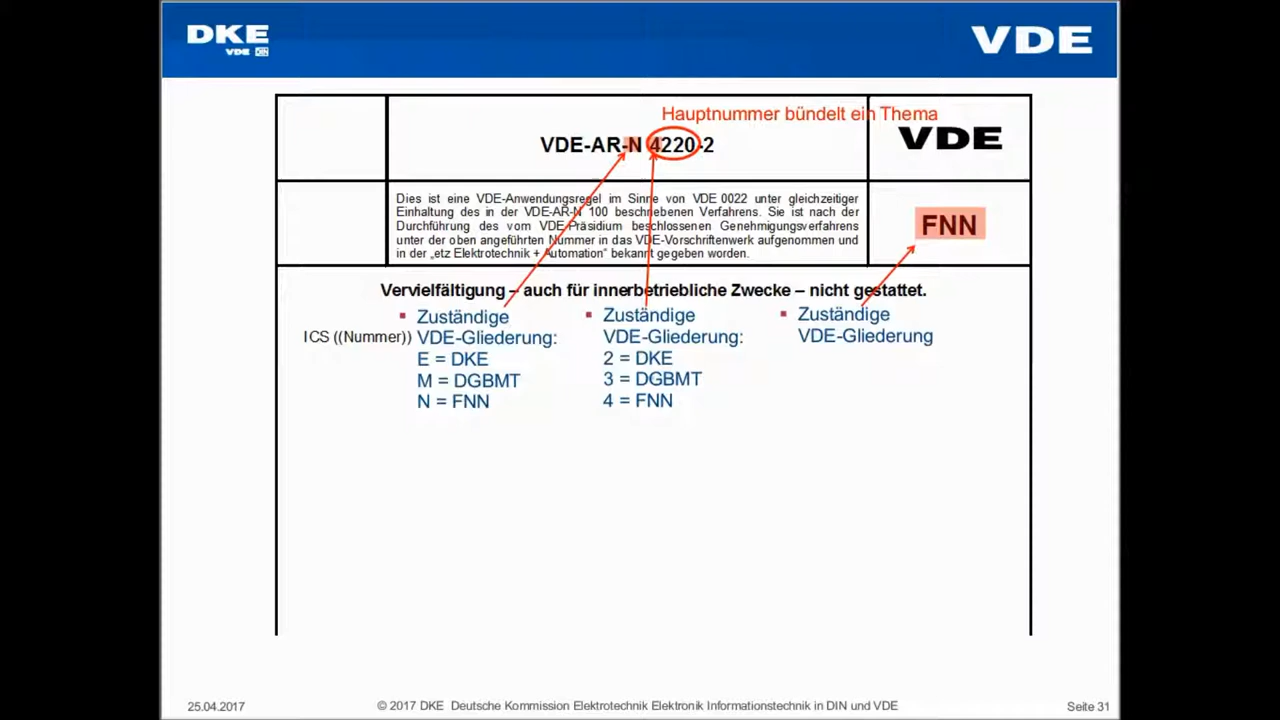 DKE
VDE DIN
VDE
Hauptnummer bündelt ein Thema
VDE-AR-N 4220-2
VDE
Dies ist eine VDE-Anwendungsregel im Sinne von VDE 0022 unter gleichzeitiger
Einhaltung des in der VDE-AR-N 100 beschriebenen Verfahrens. Sie ist nach der
Durchführung des vom VDE-Präsidium beschlossenen Genehmigungsverfahrens
unter der oben angeführten Nummer in das VDE-Vorschriftenwerk aufgenommen und
in der „etz Elektrotechnik + Automation“ bekannt gegeben worden.
FNN
Vervielfältigung – auch für innerbetriebliche Zwecke – nicht gestattet.
ICS ((Nummer))
▪ Zuständige
VDE-Gliederung:
E = DKE
M = DGBMT
N = FNN
▪ Zuständige
VDE-Gliederung:
2 = DKE
3 = DGBMT
4 = FNN
▪ Zuständige
VDE-Gliederung
25.04.2017
© 2017 DKE Deutsche Kommission Elektrotechnik Elektronik Informationstechnik in DIN und VDE
Seite 31